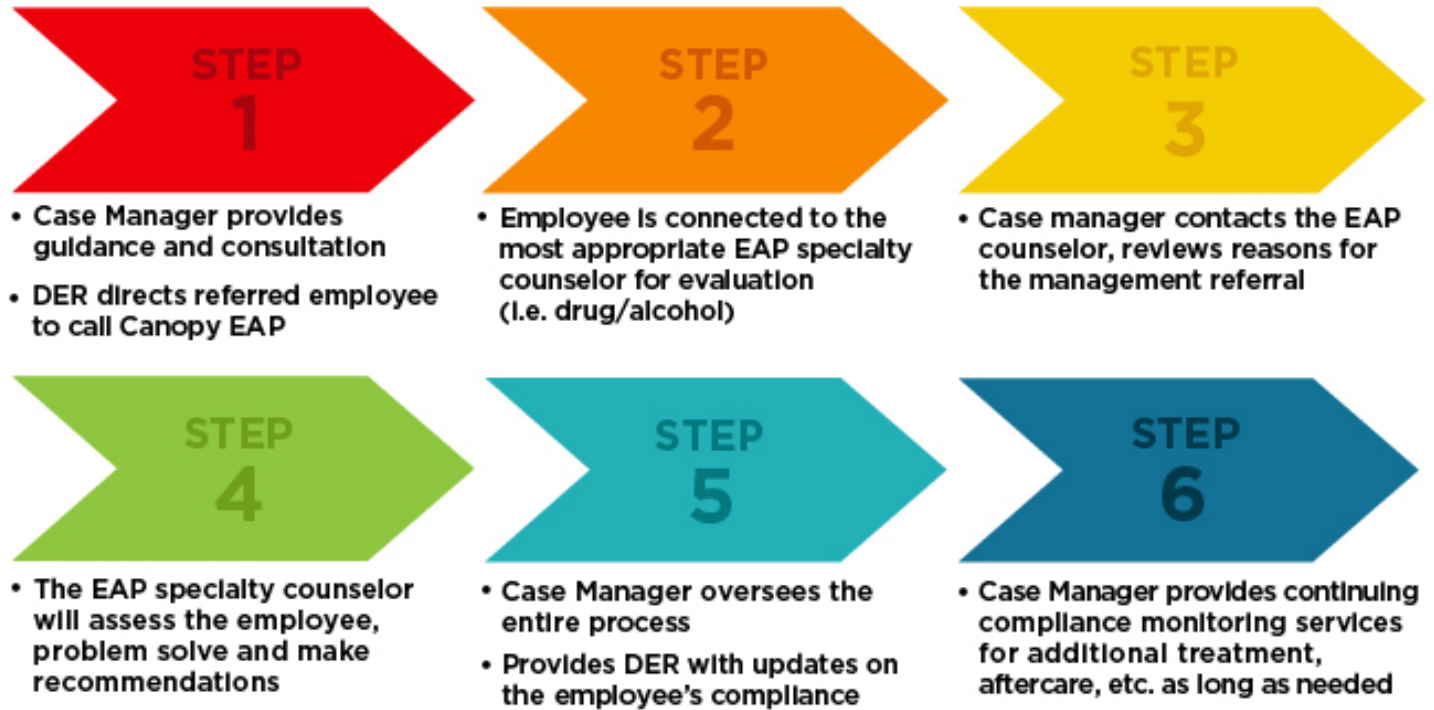 STEP
1
• Case Manager provides
guidance and consultation
• DER directs referred employee
to call Canopy EAP
STEP
2
• Employee is connected to the
most appropriate EAP specialty
counselor for evaluation
(i.e. drug/alcohol)
STEP
3
• Case manager contacts the EAP
counselor, reviews reasons for
the management referral
STEP
4
• The EAP specialty counselor
will assess the employee,
problem solve and make
recommendations
STEP
5
• Case Manager oversees the
entire process
• Provides DER with updates on
the employee's compliance
STEP
6
• Case Manager provides continuing
compliance monitoring services
for additional treatment,
aftercare, etc. as long as needed